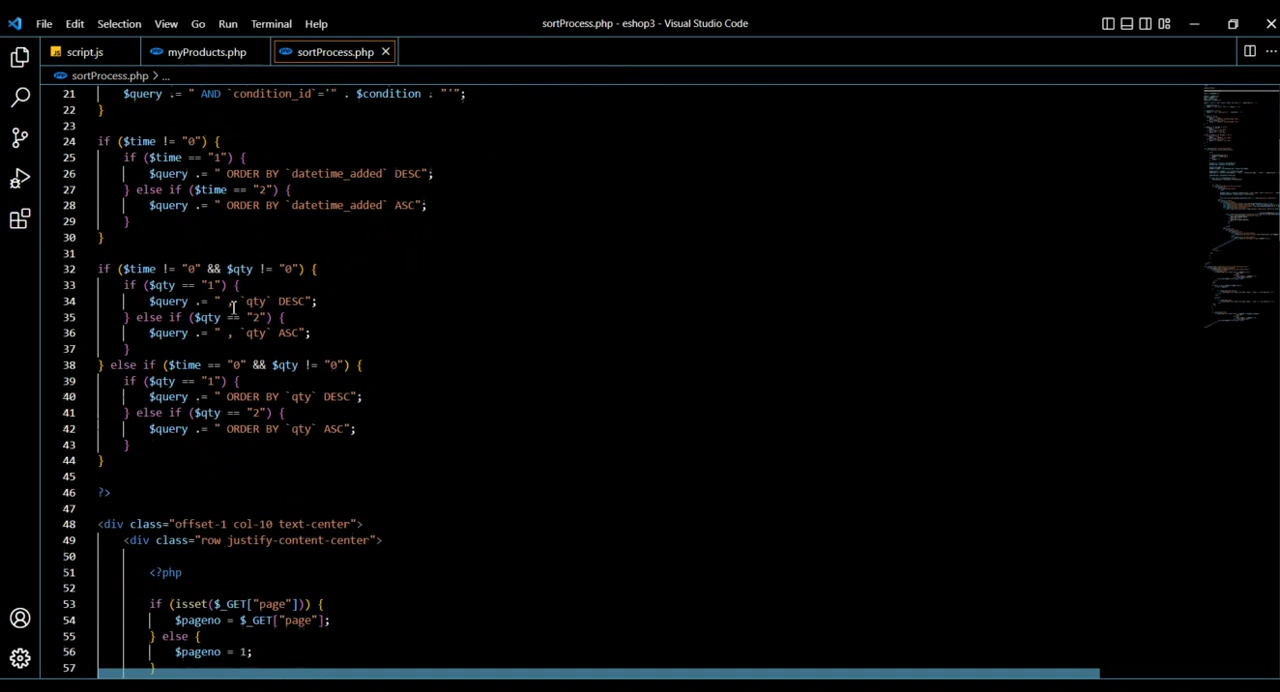 File Edit Selection View Go Run Terminal Help
sortProcess.php - eshop3 - Visual Studio Code
script.js myProducts.php sortProcess.php
sortProcess.php > ...
21 $query .= " AND `condition_id`='" . $condition . "'";
22 }
23
24 if ($time != "0") {
25 if ($time == "1") {
26 $query .= " ORDER BY `datetime_added` DESC";
27 } else if ($time == "2") {
28 $query .= " ORDER BY `datetime_added` ASC";
29 }
30 }
31
32 if ($time != "0" && $qty != "0") {
33 if ($qty == "1") {
34 $query .= " , `qty` DESC";
35 } else if ($qty == "2") {
36 $query .= " , `qty` ASC";
37 }
38 } else if ($time == "0" && $qty != "0") {
39 if ($qty == "1") {
40 $query .= " ORDER BY `qty` DESC";
41 } else if ($qty == "2") {
42 $query .= " ORDER BY `qty` ASC";
43 }
44 }
45
46 ?>
47
48 <div class="offset-1 col-10 text-center">
49 <div class="row justify-content-center">
50
51 <?php
52
53 if (isset($_GET["page"])) {
54 $pageno = $_GET["page"];
55 } else {
56 $pageno = 1;
57 }